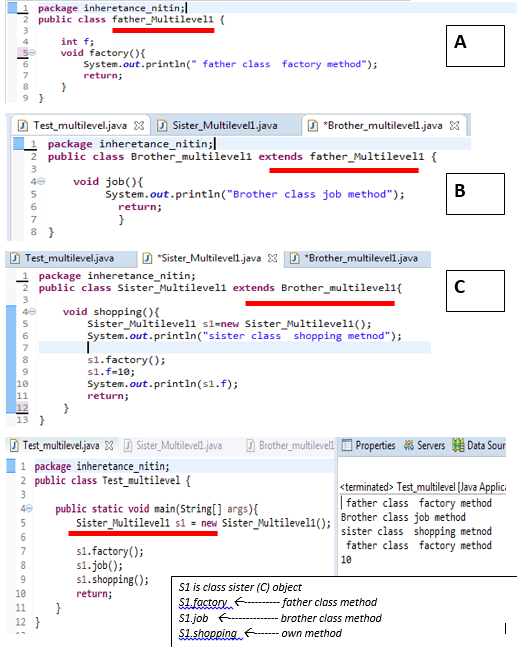 1 package inheretance_nitin;
2 public class father_Multilevel1 {
3
4 int f;
5 void factory(){
6 System.out.println(" father class  factory method");
7 return;
8 }
9 }
A
Test_multilevel.java Sister_Multilevel1.java *Brother_multilevel1.java
1 package inheretance_nitin;
2 public class Brother_multilevel1 extends father_Multilevel1 {
3
4 void job(){
5 System.out.println("Brother class job method");
6 return;
7 }
8 }
B
Test_multilevel.java *Sister_Multilevel1.java *Brother_multilevel1.java
1 package inheretance_nitin;
2 public class Sister_Multilevel1 extends Brother_multilevel1{
3
4 void shopping(){
5 Sister_Multilevel1 s1=new Sister_Multilevel1();
6 System.out.println("sister class  shopping metnod");
7
8 s1.factory();
9 s1.f=10;
10 System.out.println(s1.f);
11 return;
12 }
13 }
C
Test_multilevel.java Sister_Multilevel1.java Brother_multilevel1
1 package inheretance_nitin;
2 public class Test_multilevel {
3
4 public static void main(String[] args){
5 Sister_Multilevel1 s1 = new Sister_Multilevel1();
6
7 s1.factory();
8 s1.job();
9 s1.shopping();
10 return;
11 }
12 }
Properties Servers Data Sour
<terminated> Test_multilevel [Java Applica
father class  factory method
Brother class job method
sister class  shopping metnod
father class  factory method
10
S1 is class sister (C) object
S1.factory <---------- father class method
S1.job <-------------- brother class method
S1.shopping <------- own method